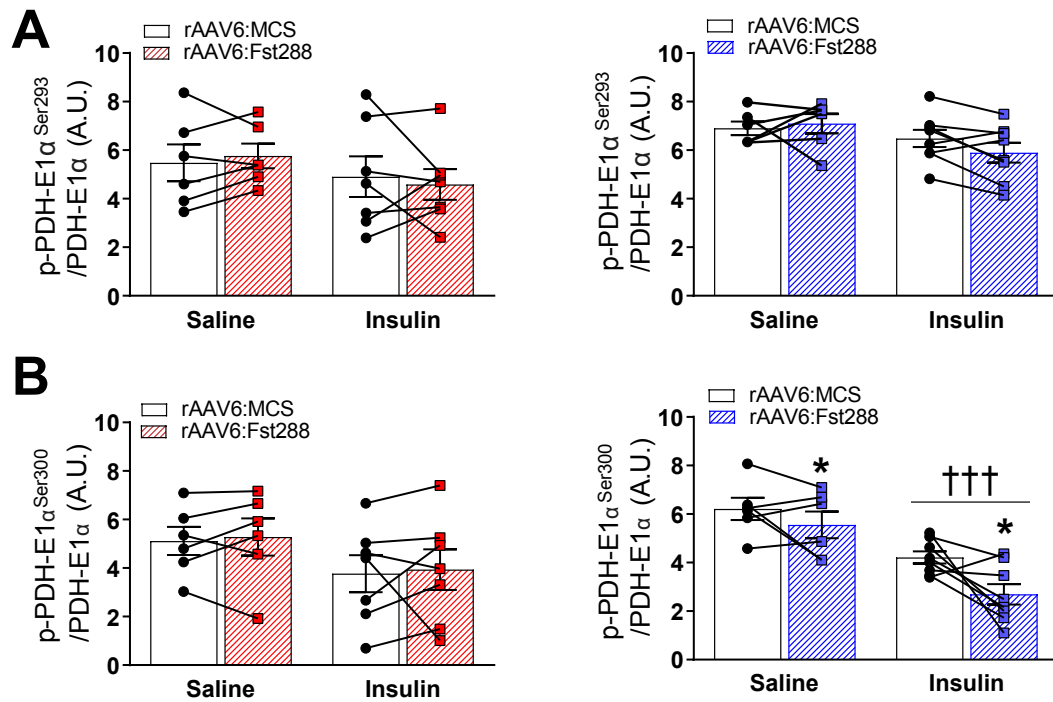 A
rAAV6:MCS
rAAV6:Fst288
p-PDH-E1α Ser293
/PDH-E1α (A.U.)
10
8
6
4
2
0
Saline
Insulin
rAAV6:MCS
rAAV6:Fst288
p-PDH-E1α Ser293
/PDH-E1α (A.U.)
10
8
6
4
2
0
Saline
Insulin
B
rAAV6:MCS
rAAV6:Fst288
p-PDH-E1α Ser300
/PDH-E1α (A.U.)
10
8
6
4
2
0
Saline
Insulin
rAAV6:MCS
rAAV6:Fst288
p-PDH-E1α Ser300
/PDH-E1α (A.U.)
10
8
6
4
2
0
*
†††
*
Saline
Insulin